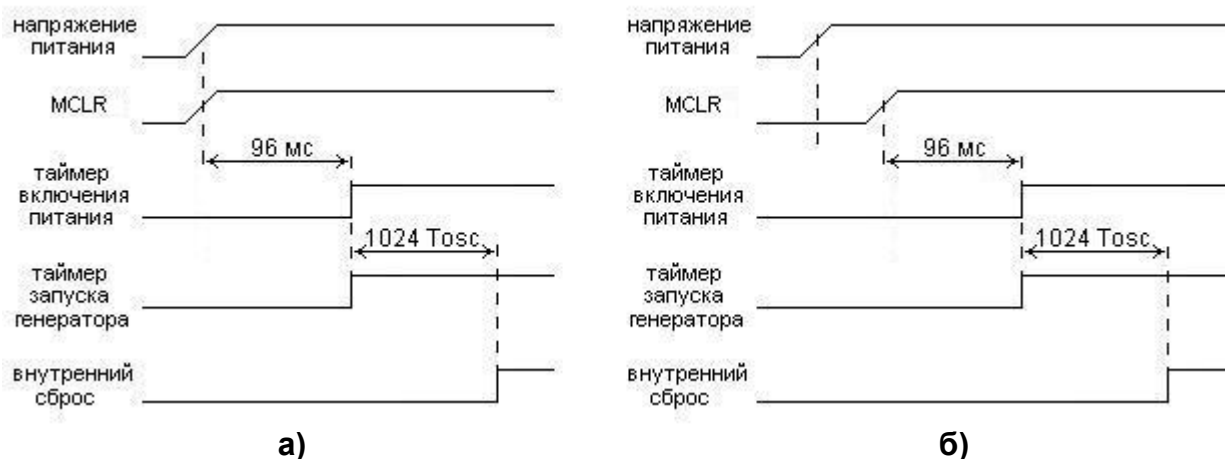 напряжение
питания
MCLR
96 мс
таймер
включения
питания
1024 Tosc
таймер
запуска
генератора
внутренний
сброс
а)
напряжение
питания
MCLR
96 мс
таймер
включения
питания
1024 Tosc
таймер
запуска
генератора
внутренний
сброс
б)